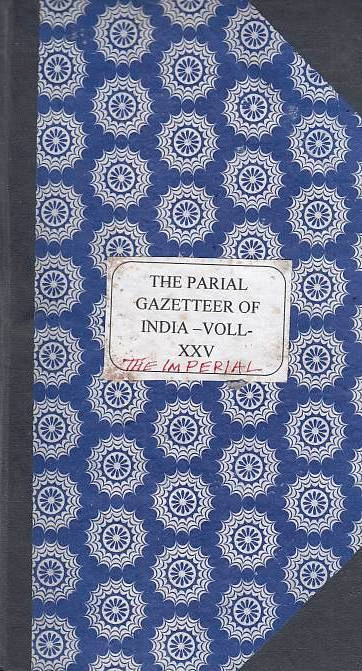 THE PARIAL
GAZETTEER OF
INDIA –VOLL-
XXV
THE IMPERIAL